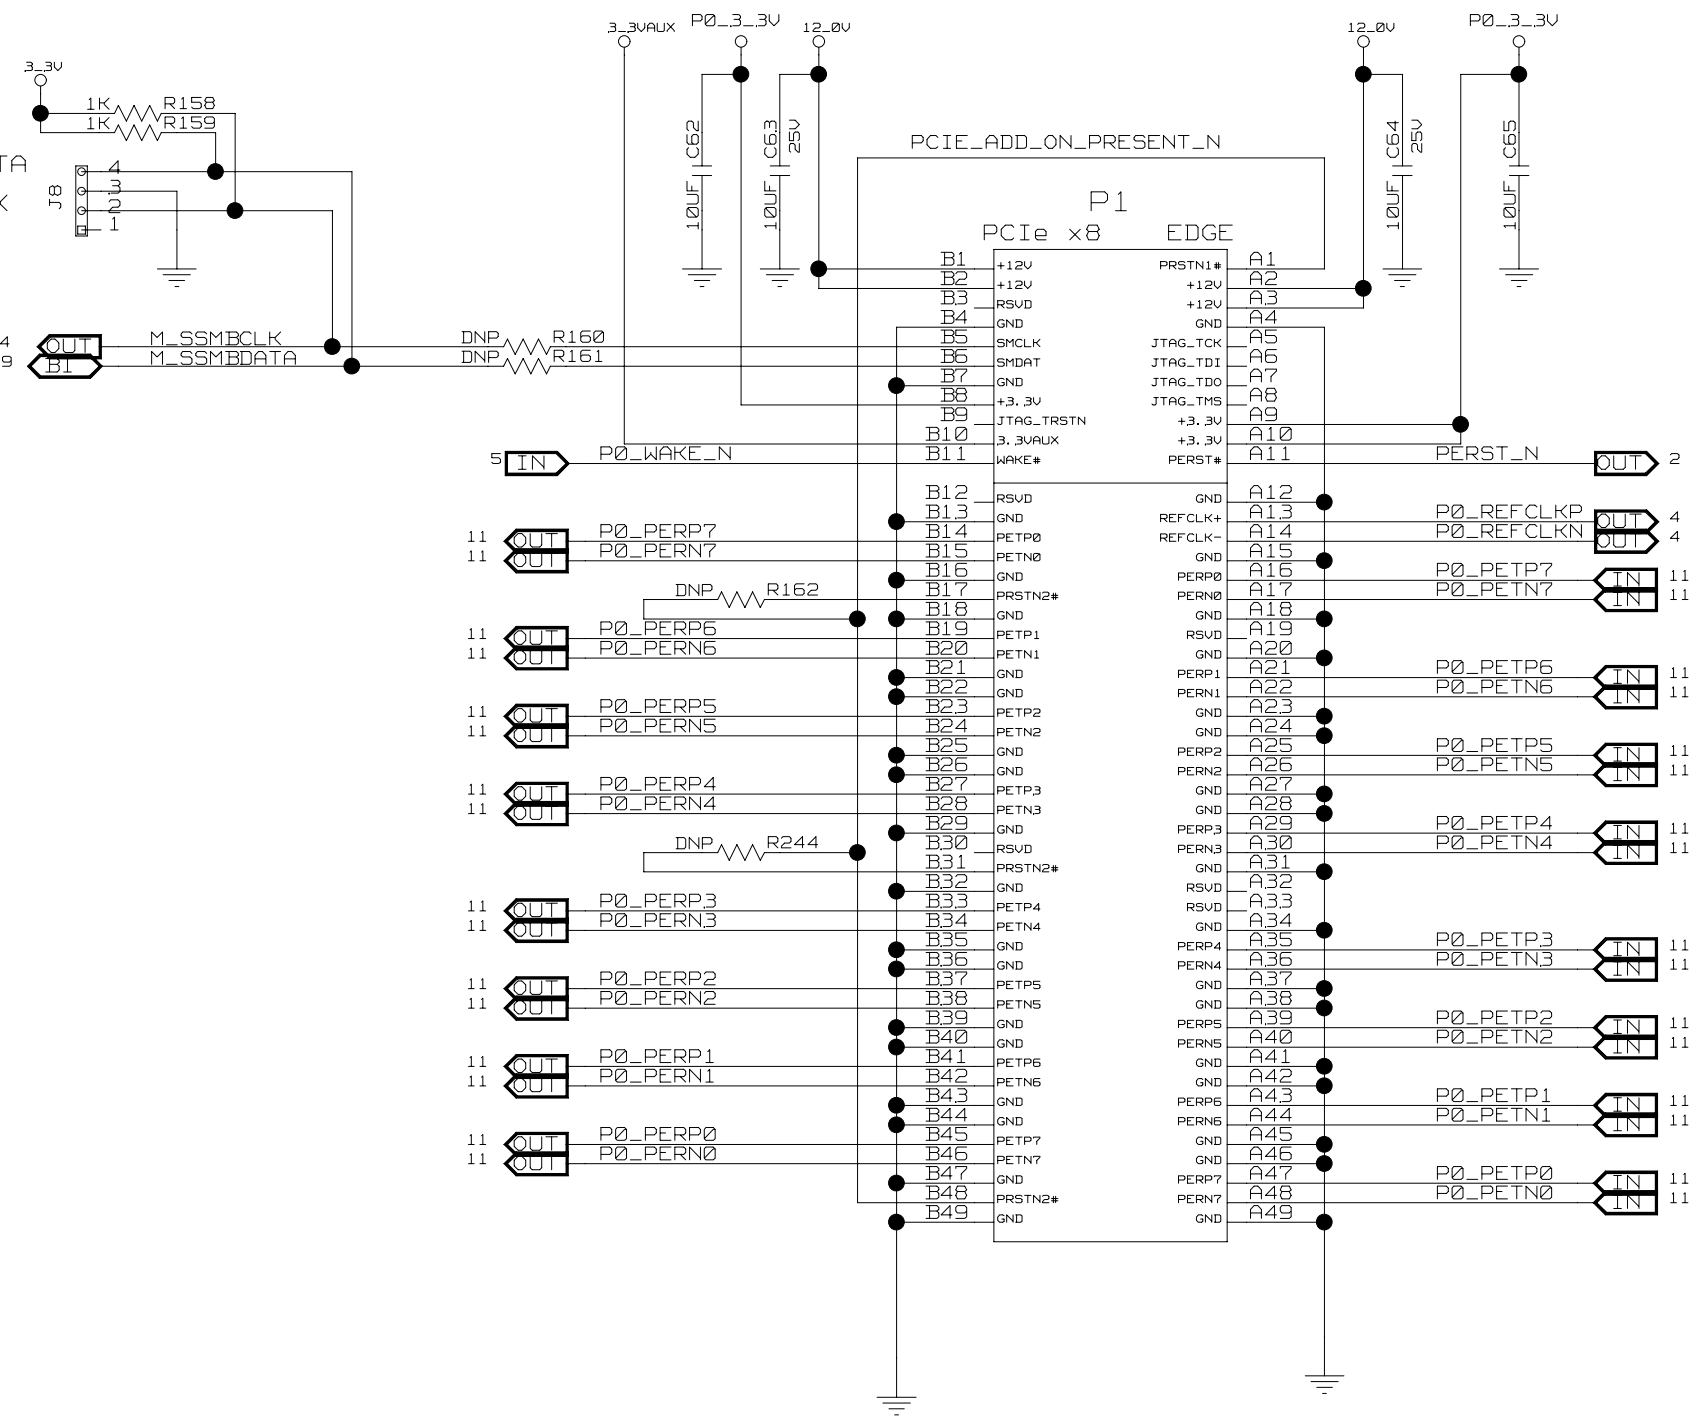 3_3VAUX P0_3_3V 12_0V 12_0V P0_3_3V
3_3V
1K R158
1K R159
TA
X
J8
4
3
2
1
C62 10UF
C63 25V 10UF
C64 25V 10UF
C65 10UF
PCIE_ADD_ON_PRESENT_N
P1
PCIe x8 EDGE
B1 +12V PRSTN1# A1
B2 +12V +12V A2
B3 RSVD +12V A3
B4 GND GND A4
4 OUT M_SSMBCLK DNP R160 B5 SMCLK JTAG_TCK A5
9 BI M_SSMBDATA DNP R161 B6 SMDAT JTAG_TDI A6
B7 GND JTAG_TDO A7
B8 +3.3V JTAG_TMS A8
B9 JTAG_TRSTN +3.3V A9
B10 3.3VAUX +3.3V A10
5 IN P0_WAKE_N B11 WAKE# PERST# A11 PERST_N OUT 2
B12 RSVD GND A12
B13 GND REFCLK+ A13 P0_REFCLKP OUT 4
11 OUT P0_PERP7 B14 PETP0 REFCLK- A14 P0_REFCLKN OUT 4
11 OUT P0_PERN7 B15 PETN0 GND A15
B16 GND PERP0 A16 P0_PETP7 IN 11
DNP R162 B17 PRSTN2# PERN0 A17 P0_PETN7 IN 11
B18 GND GND A18
11 OUT P0_PERP6 B19 PETP1 RSVD A19
11 OUT P0_PERN6 B20 PETN1 GND A20
B21 GND PERP1 A21 P0_PETP6 IN 11
B22 GND PERN1 A22 P0_PETN6 IN 11
11 OUT P0_PERP5 B23 PETP2 GND A23
11 OUT P0_PERN5 B24 PETN2 GND A24
B25 GND PERP2 A25 P0_PETP5 IN 11
B26 GND PERN2 A26 P0_PETN5 IN 11
11 OUT P0_PERP4 B27 PETP3 GND A27
11 OUT P0_PERN4 B28 PETN3 GND A28
B29 GND PERP3 A29 P0_PETP4 IN 11
DNP R244 B30 RSVD PERN3 A30 P0_PETN4 IN 11
B31 PRSTN2# GND A31
B32 GND RSVD A32
11 OUT P0_PERP3 B33 PETP4 RSVD A33
11 OUT P0_PERN3 B34 PETN4 GND A34
B35 GND PERP4 A35 P0_PETP3 IN 11
B36 GND PERN4 A36 P0_PETN3 IN 11
11 OUT P0_PERP2 B37 PETP5 GND A37
11 OUT P0_PERN2 B38 PETN5 GND A38
B39 GND PERP5 A39 P0_PETP2 IN 11
B40 GND PERN5 A40 P0_PETN2 IN 11
11 OUT P0_PERP1 B41 PETP6 GND A41
11 OUT P0_PERN1 B42 PETN6 GND A42
B43 GND PERP6 A43 P0_PETP1 IN 11
B44 GND PERN6 A44 P0_PETN1 IN 11
11 OUT P0_PERP0 B45 PETP7 GND A45
11 OUT P0_PERN0 B46 PETN7 GND A46
B47 GND PERP7 A47 P0_PETP0 IN 11
B48 PRSTN2# PERN7 A48 P0_PETN0 IN 11
B49 GND GND A49